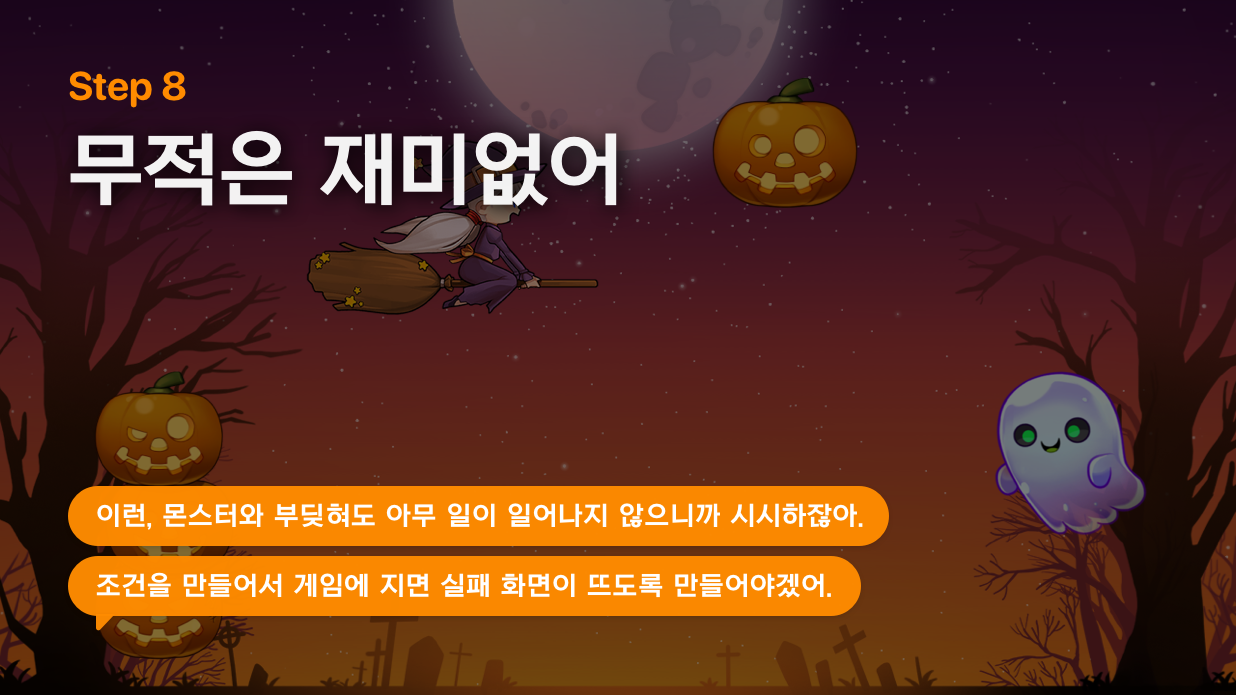 Step 8
무적은 재미없어
이런, 몬스터와 부딪혀도 아무 일이 일어나지 않으니까 시시하잖아.
조건을 만들어서 게임에 지면 실패 화면이 뜨도록 만들어야겠어.